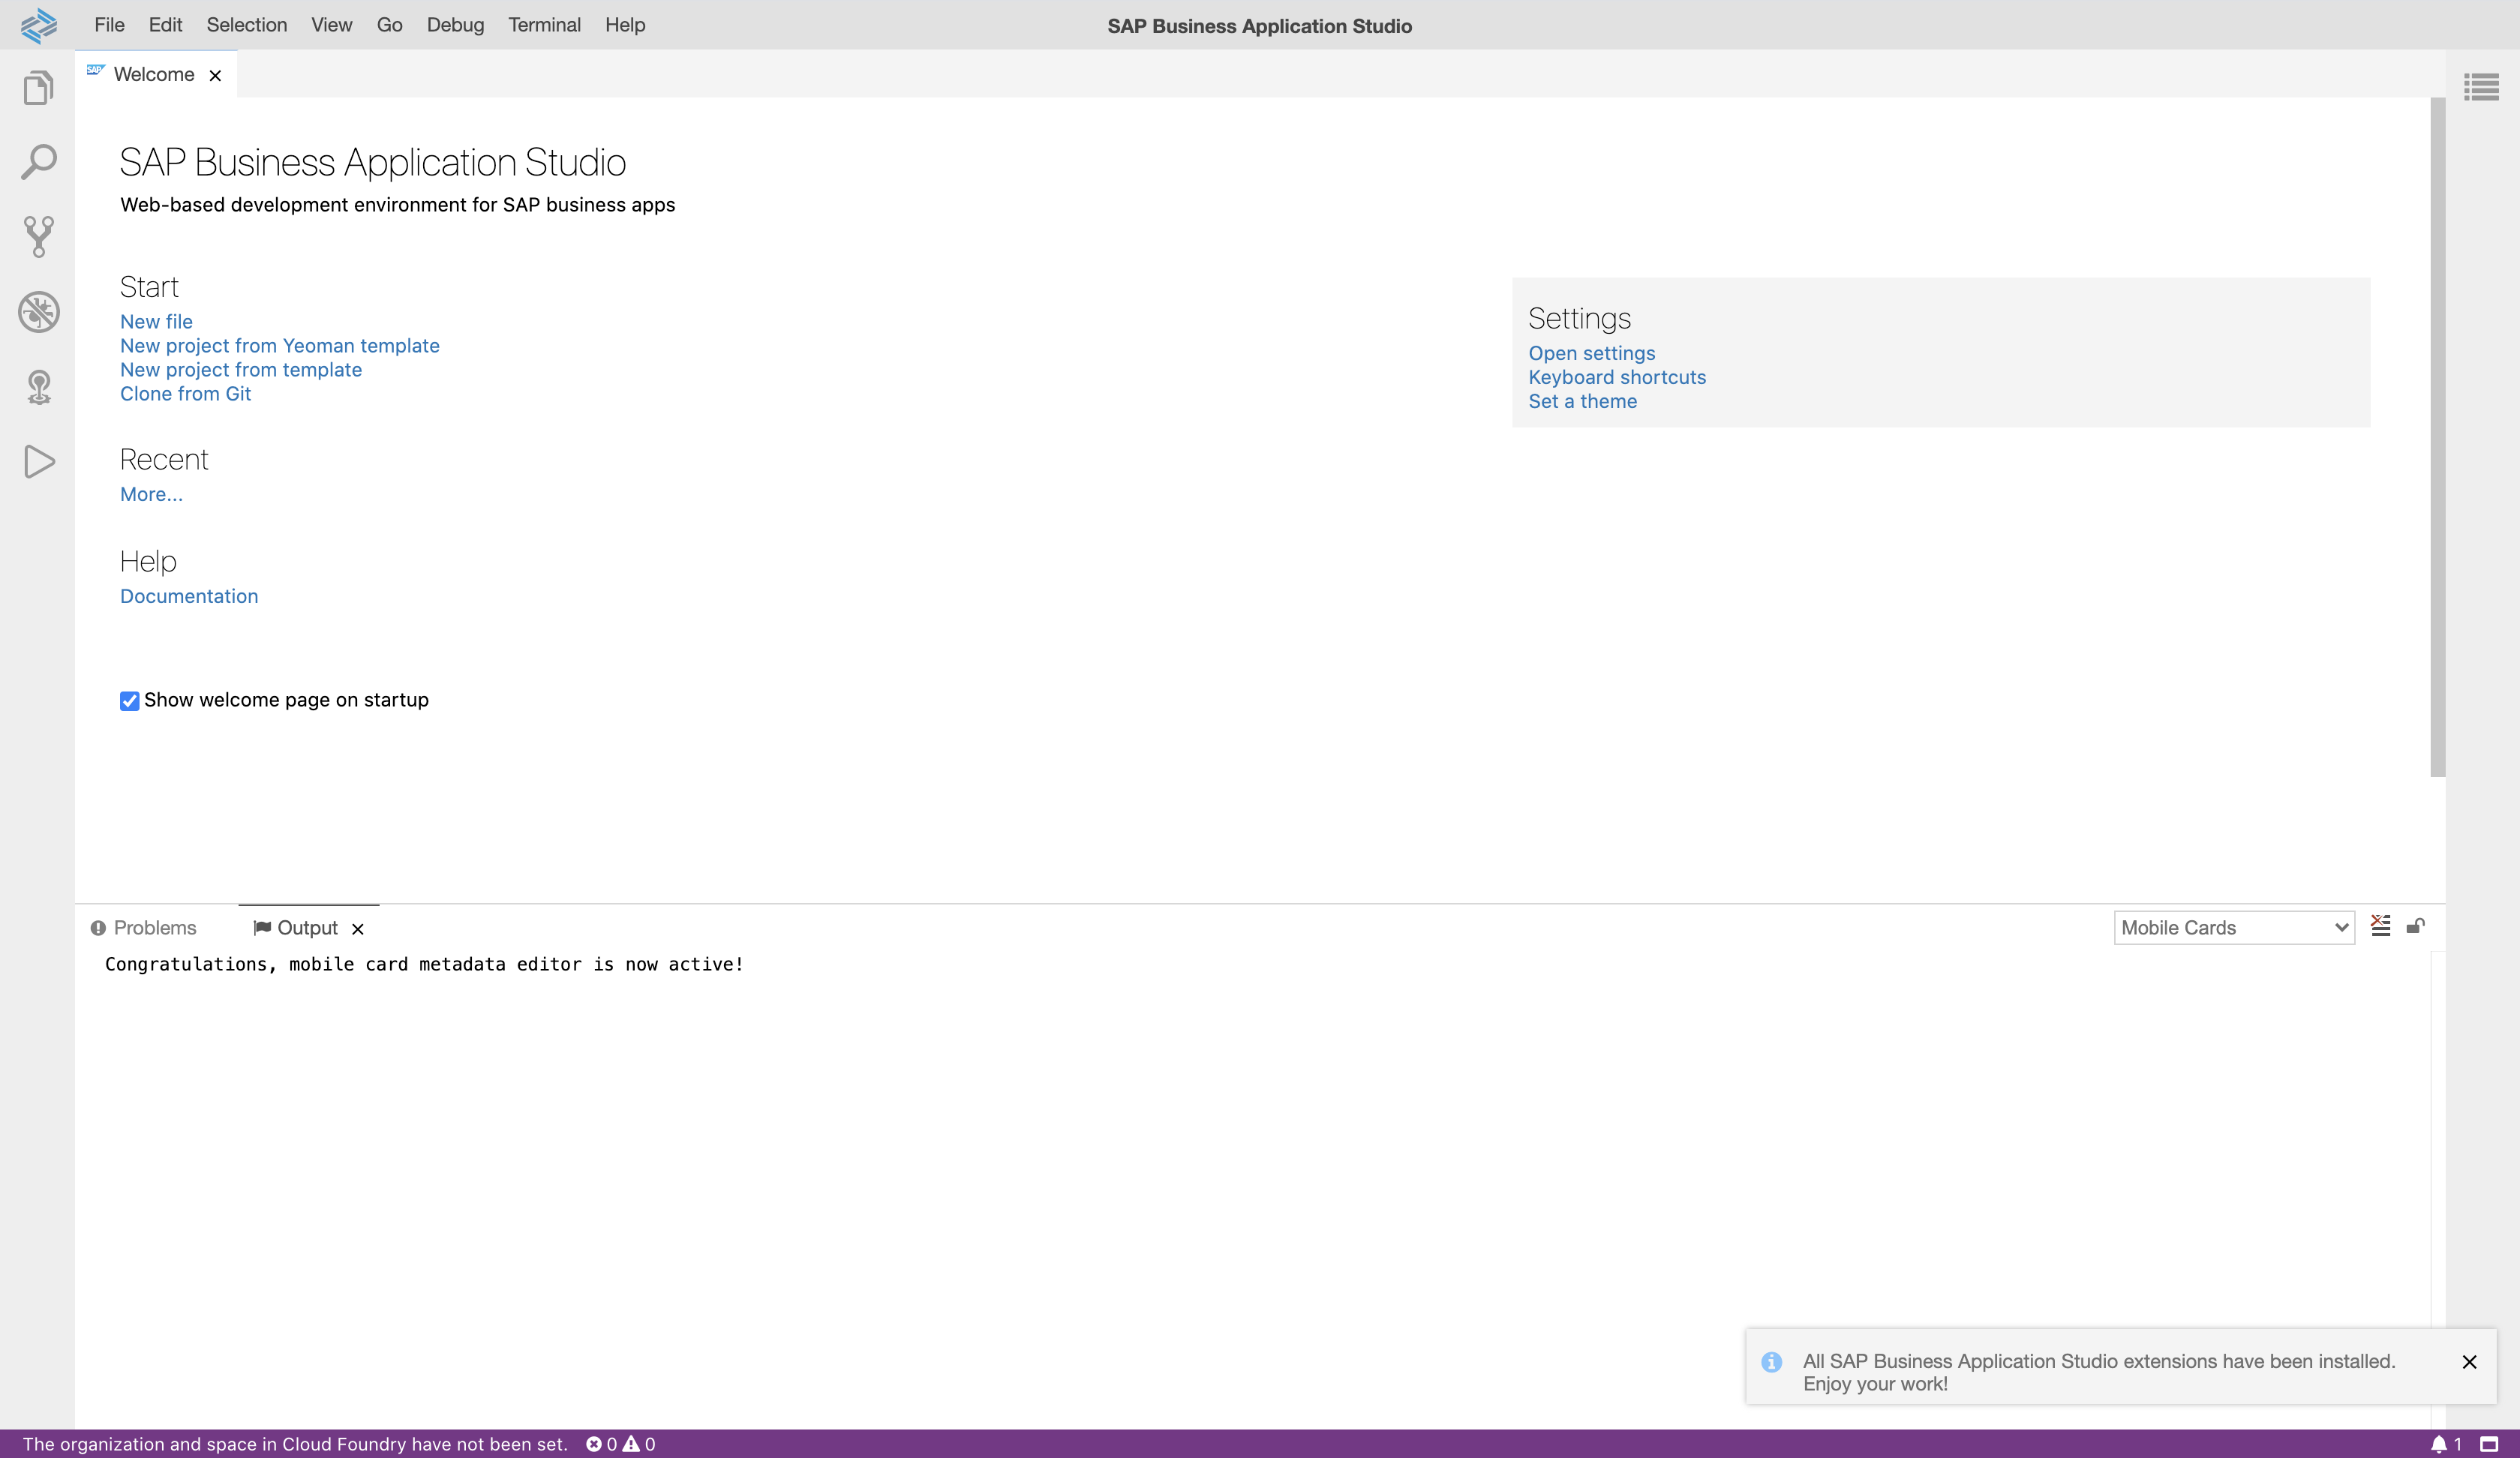 File Edit Selection View Go Debug Terminal Help
SAP Business Application Studio
SAP Welcome
SAP Business Application Studio
Web-based development environment for SAP business apps
Start
New file
New project from Yeoman template
New project from template
Clone from Git
Settings
Open settings
Keyboard shortcuts
Set a theme
Recent
More...
Help
Documentation
Show welcome page on startup
Problems
Output
Mobile Cards
Congratulations, mobile card metadata editor is now active!
All SAP Business Application Studio extensions have been installed.
Enjoy your work!
The organization and space in Cloud Foundry have not been set. 0 0
1